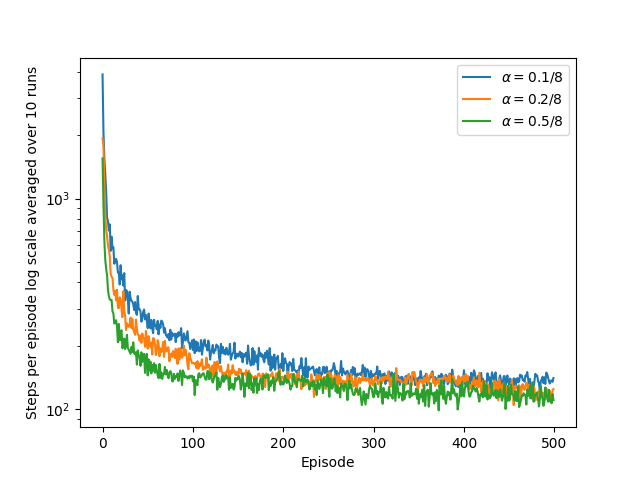 α = 0.1/8
α = 0.2/8
α = 0.5/8
Steps per episode log scale averaged over 10 runs
10³
10²
0 100 200 300 400 500
Episode